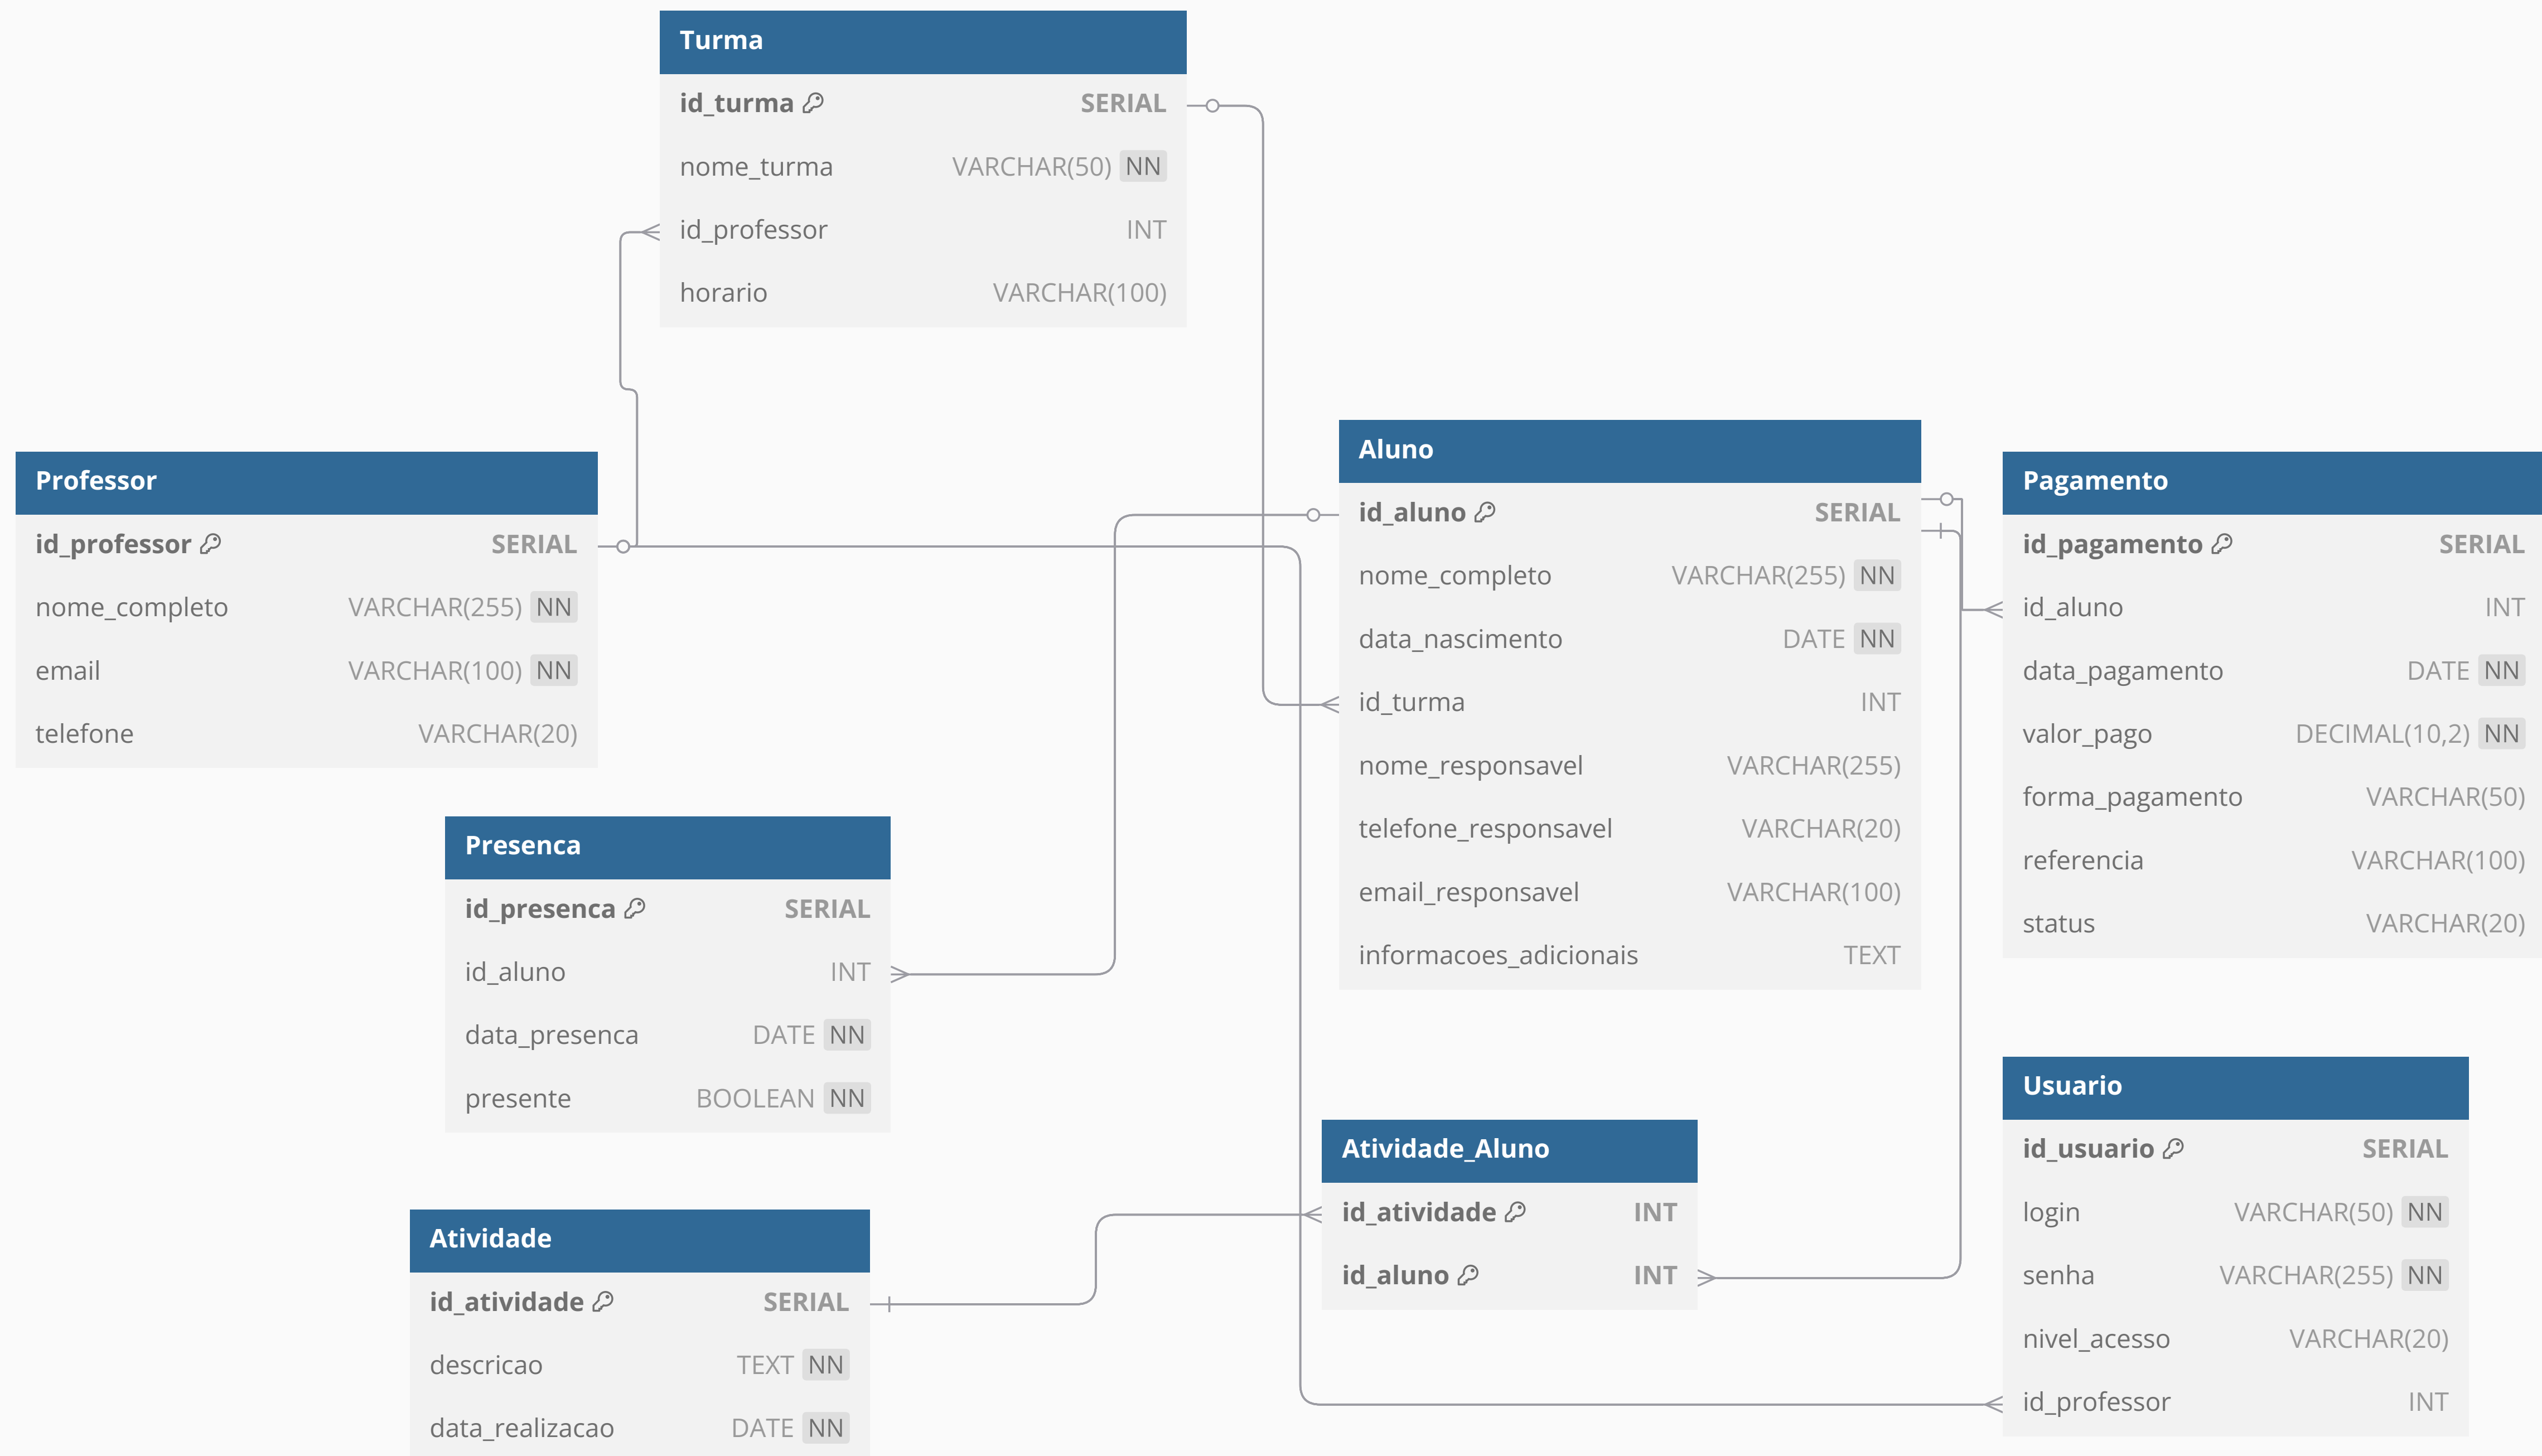 Turma
id_turma SERIAL
nome_turma VARCHAR(50) NN
id_professor INT
horario VARCHAR(100)
Professor
id_professor SERIAL
nome_completo VARCHAR(255) NN
email VARCHAR(100) NN
telefone VARCHAR(20)
Aluno
id_aluno SERIAL
nome_completo VARCHAR(255) NN
data_nascimento DATE NN
id_turma INT
nome_responsavel VARCHAR(255)
telefone_responsavel VARCHAR(20)
email_responsavel VARCHAR(100)
informacoes_adicionais TEXT
Pagamento
id_pagamento SERIAL
id_aluno INT
data_pagamento DATE NN
valor_pago DECIMAL(10,2) NN
forma_pagamento VARCHAR(50)
referencia VARCHAR(100)
status VARCHAR(20)
Presenca
id_presenca SERIAL
id_aluno INT
data_presenca DATE NN
presente BOOLEAN NN
Atividade
id_atividade SERIAL
descricao TEXT NN
data_realizacao DATE NN
Atividade_Aluno
id_atividade INT
id_aluno INT
Usuario
id_usuario SERIAL
login VARCHAR(50) NN
senha VARCHAR(255) NN
nivel_acesso VARCHAR(20)
id_professor INT